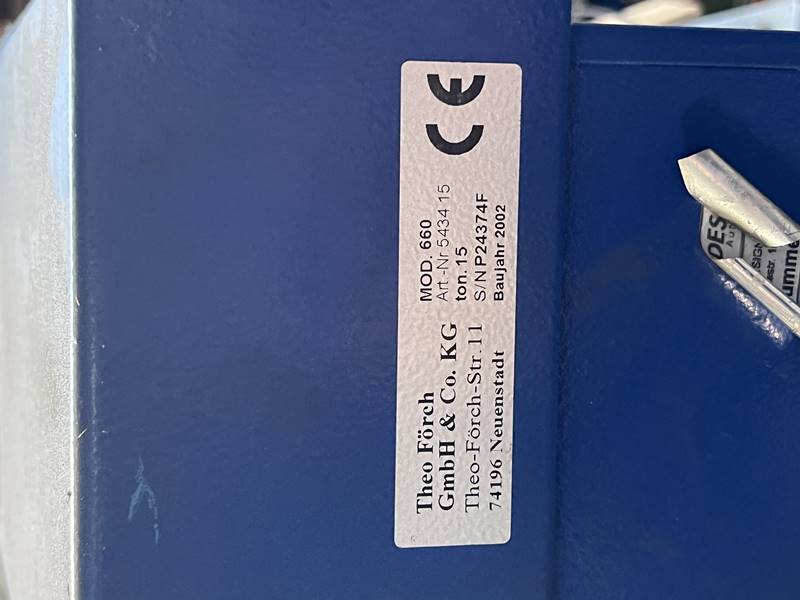 Theo Förch
GmbH & Co. KG
Theo-Förch-Str.11
74196 Neuenstadt
MOD. 660
Art.-Nr 5434 15
ton.15
S/N P24374F
Baujahr 2002
CE